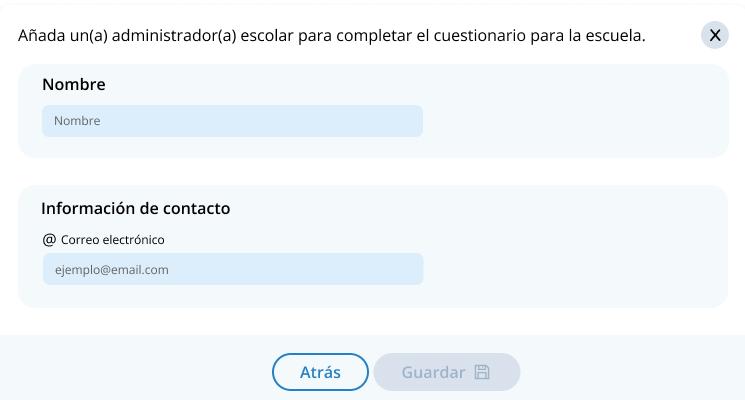 Añada un(a) administrador(a) escolar para completar el cuestionario para la escuela.
Nombre
Nombre
Información de contacto
@ Correo electrónico
ejemplo@email.com
Atrás
Guardar